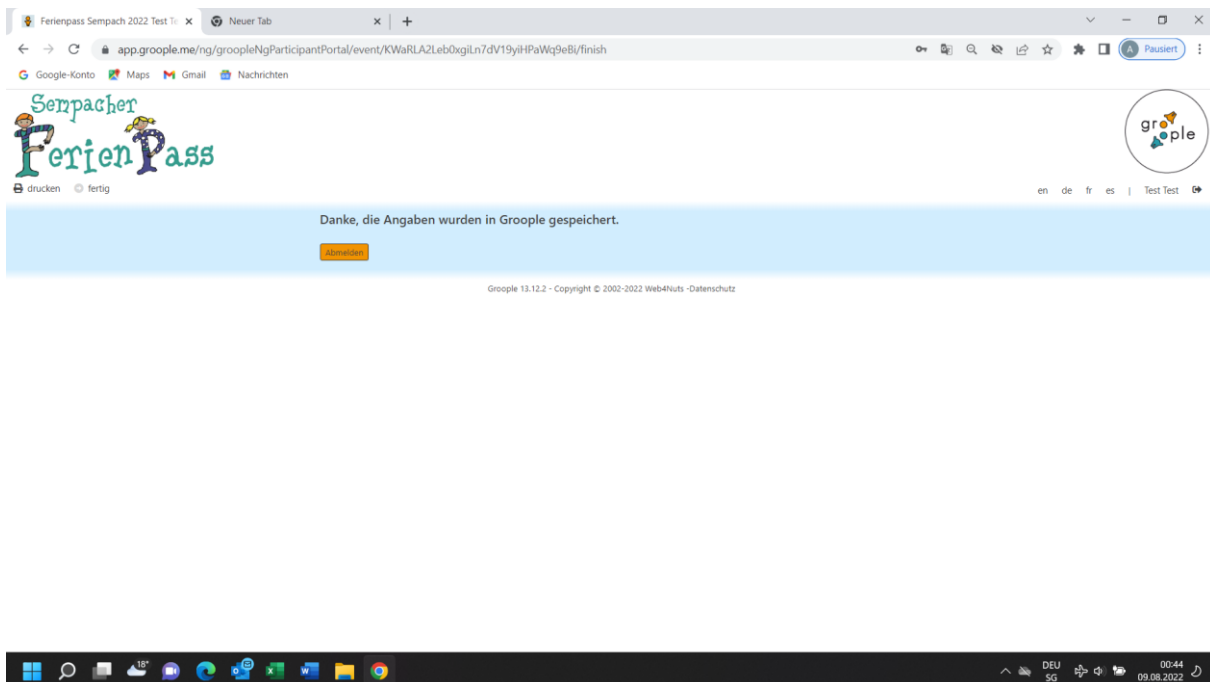 Ferienpass Sempach 2022 Test Te
Neuer Tab
app.groople.me/ng/groopleNgParticipantPortal/event/KWaRLA2Leb0xgiLn7dV19yiHPaWq9eBi/finish
A Pausiert
Google-Konto Maps Gmail Nachrichten
Sempacher
FerienPass
groople
drucken fertig
en de fr es | Test Test
Danke, die Angaben wurden in Groople gespeichert.
Abmelden
Groople 13.12.2 - Copyright © 2002-2022 Web4Nuts -Datenschutz
18°
DEU
SG
00:44
09.08.2022